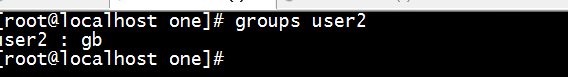 [root@localhost one]# groups user2
user2 : gb
[root@localhost one]#